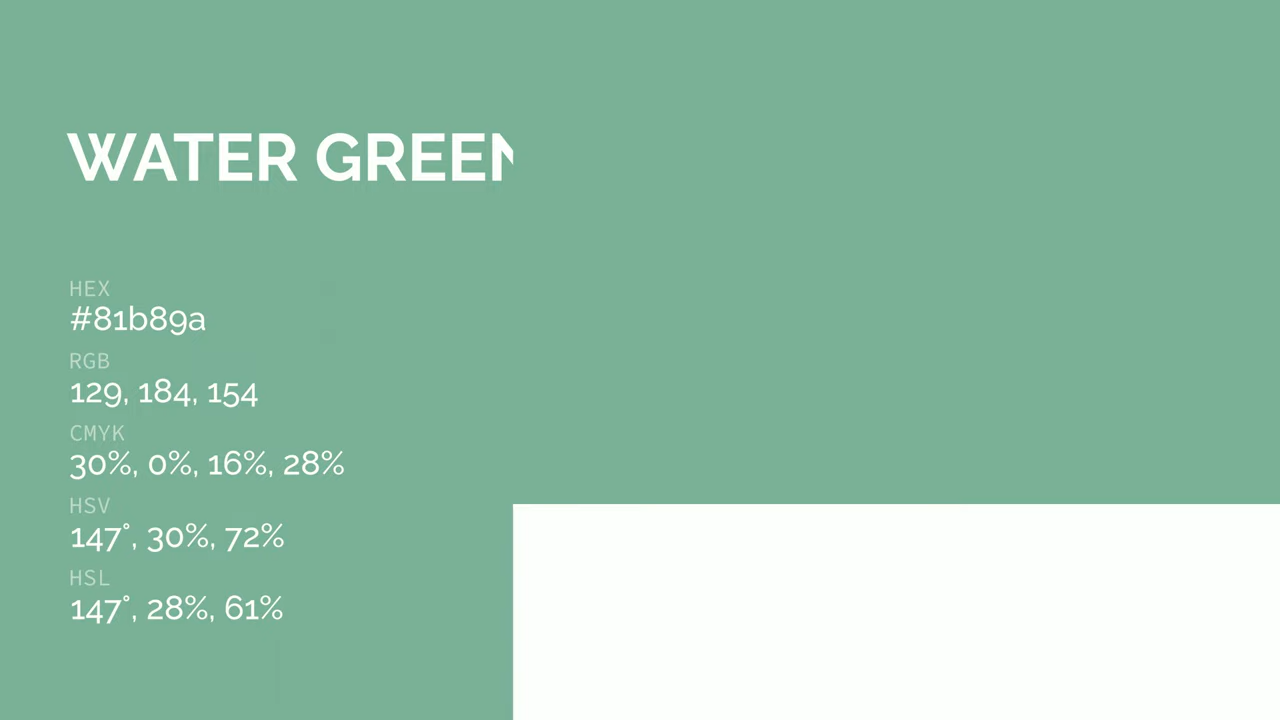 WATER GREEN
HEX
#81b89a
RGB
129, 184, 154
CMYK
30%, 0%, 16%, 28%
HSV
147°, 30%, 72%
HSL
147°, 28%, 61%